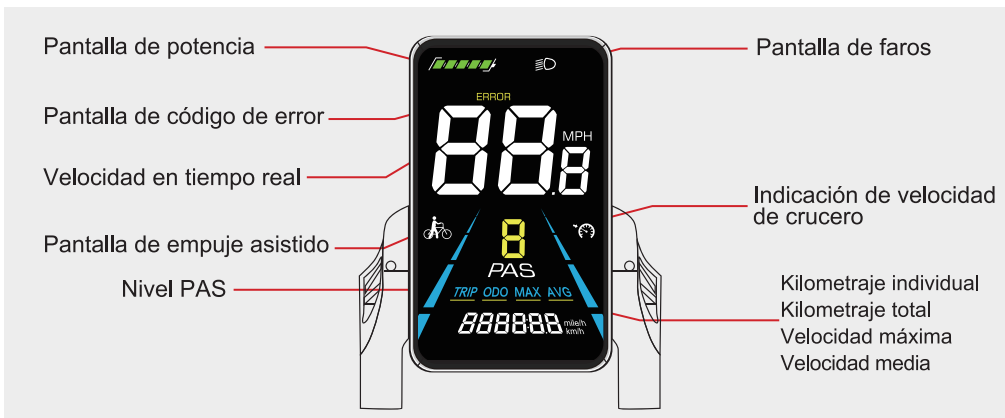 Pantalla de potencia
Pantalla de código de error
Velocidad en tiempo real
Pantalla de empuje asistido
Nivel PAS
ERROR
88.8 MPH
8
PAS
TRIP ODO MAX AVG
888888 mile/h
km/h
Pantalla de faros
Indicación de velocidad
de crucero
Kilometraje individual
Kilometraje total
Velocidad máxima
Velocidad media